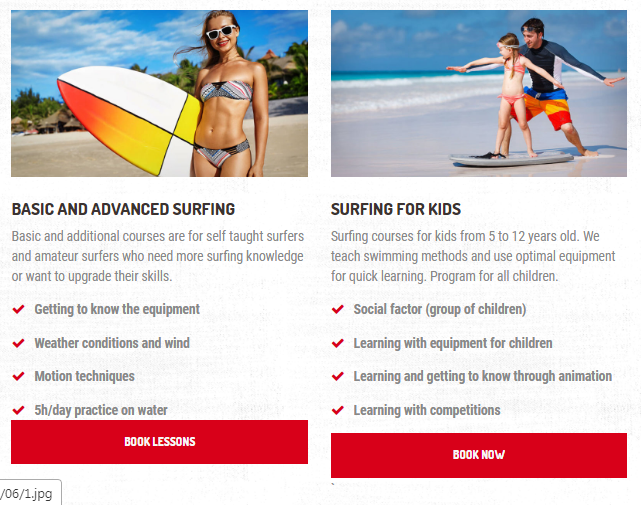 BASIC AND ADVANCED SURFING
Basic and additional courses are for self taught surfers
and amateur surfers who need more surfing knowledge
or want to upgrade their skills.
Getting to know the equipment
Weather conditions and wind
Motion techniques
5h/day practice on water
BOOK LESSONS
SURFING FOR KIDS
Surfing courses for kids from 5 to 12 years old. We
teach swimming methods and use optimal equipment
for quick learning. Program for all children.
Social factor (group of children)
Learning with equipment for children
Learning and getting to know through animation
Learning with competitions
BOOK NOW
`
/06/1.jpg